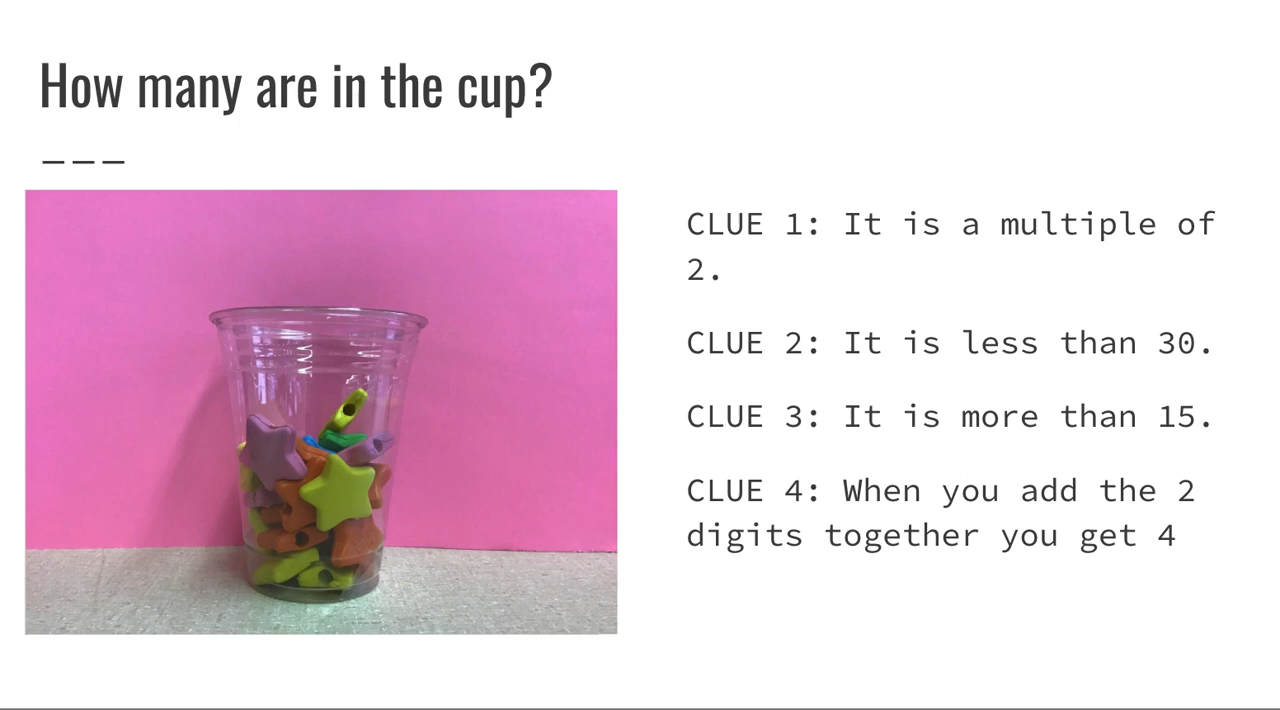 How many are in the cup?
CLUE 1: It is a multiple of
2.
CLUE 2: It is less than 30.
CLUE 3: It is more than 15.
CLUE 4: When you add the 2
digits together you get 4